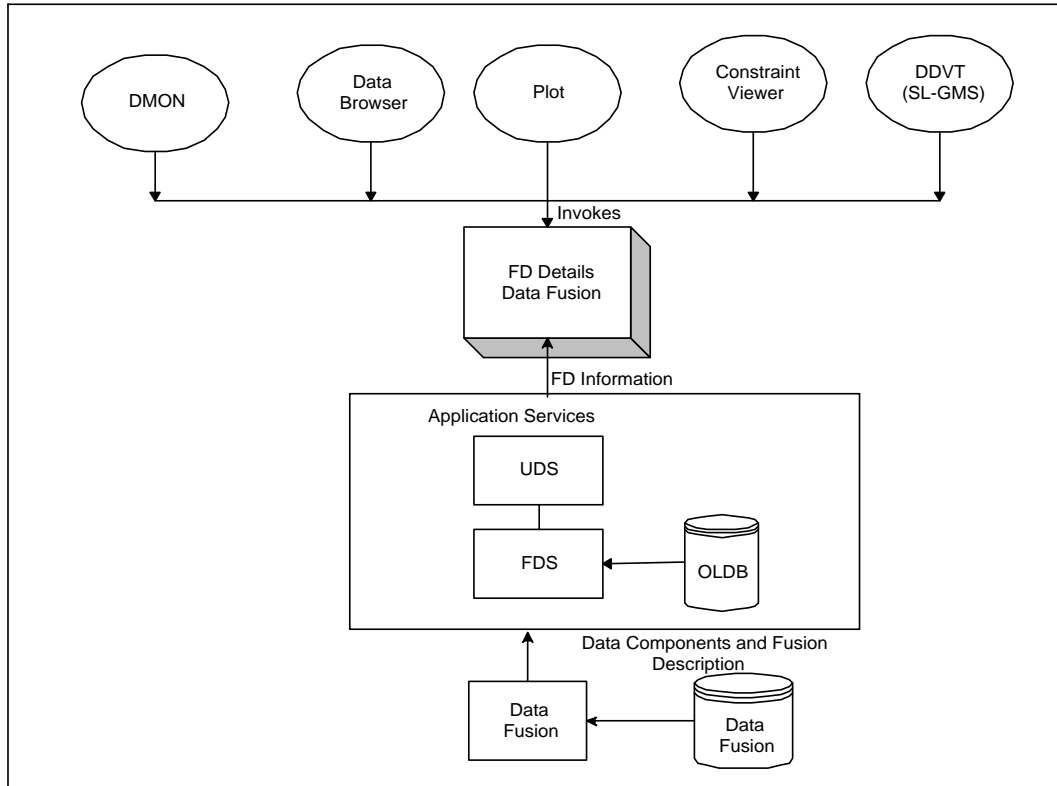 DMON
Data
Browser
Plot
Constraint
Viewer
DDVT
(SL-GMS)
Invokes
FD Details
Data Fusion
FD Information
Application Services
UDS
FDS
OLDB
Data Components and Fusion
Description
Data
Fusion
Data
Fusion